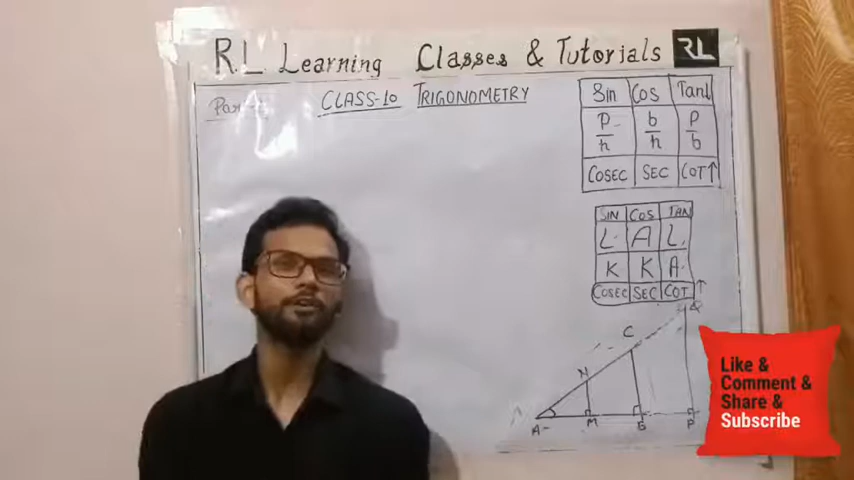 RL Learning Classes & Tutorials RL
CLASS-10 TRIGONOMETRY
Sin Cos Tanθ
P/h b/h P/b
COSEC SEC COT↑
SIN COS TAN
L A L
K K A
COSEC SEC COT ↑
Q
C
N
A M B P
Like &
Comment &
Share &
Subscribe